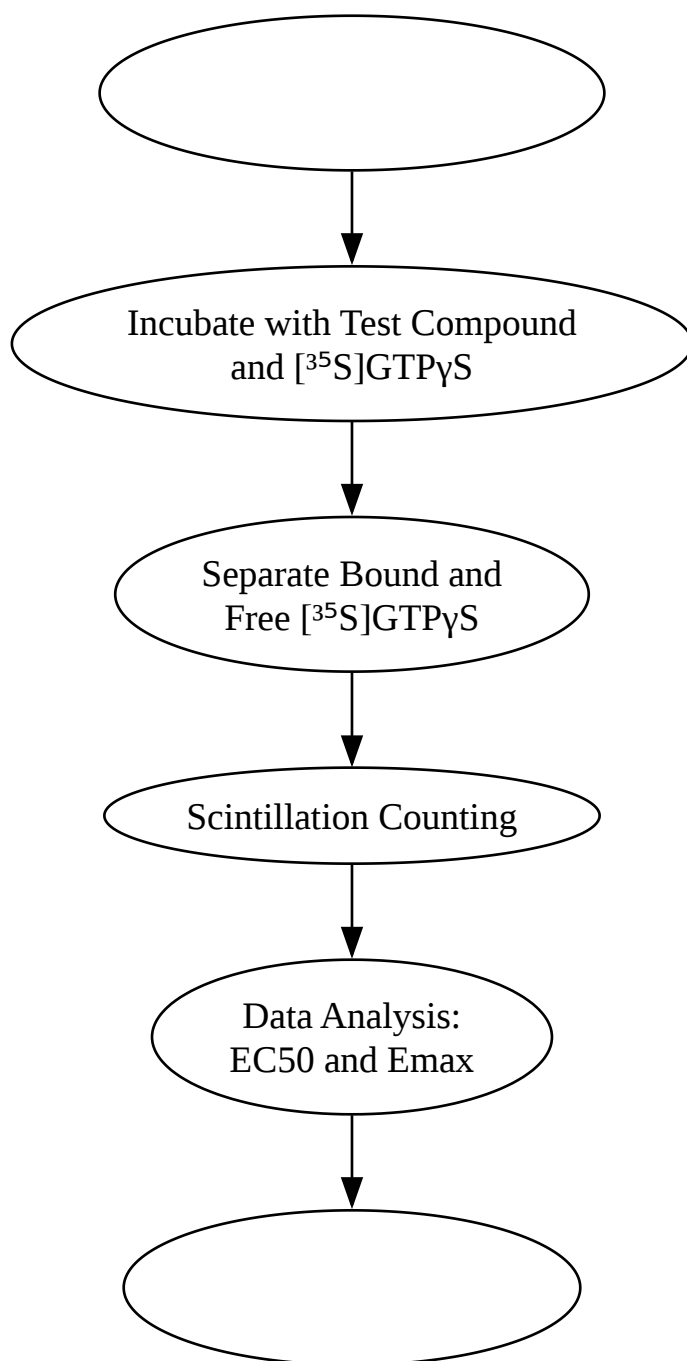 Incubate with Test Compound
and [³⁵S]GTPγS
Separate Bound and
Free [³⁵S]GTPγS
Scintillation Counting
Data Analysis:
EC50 and Emax